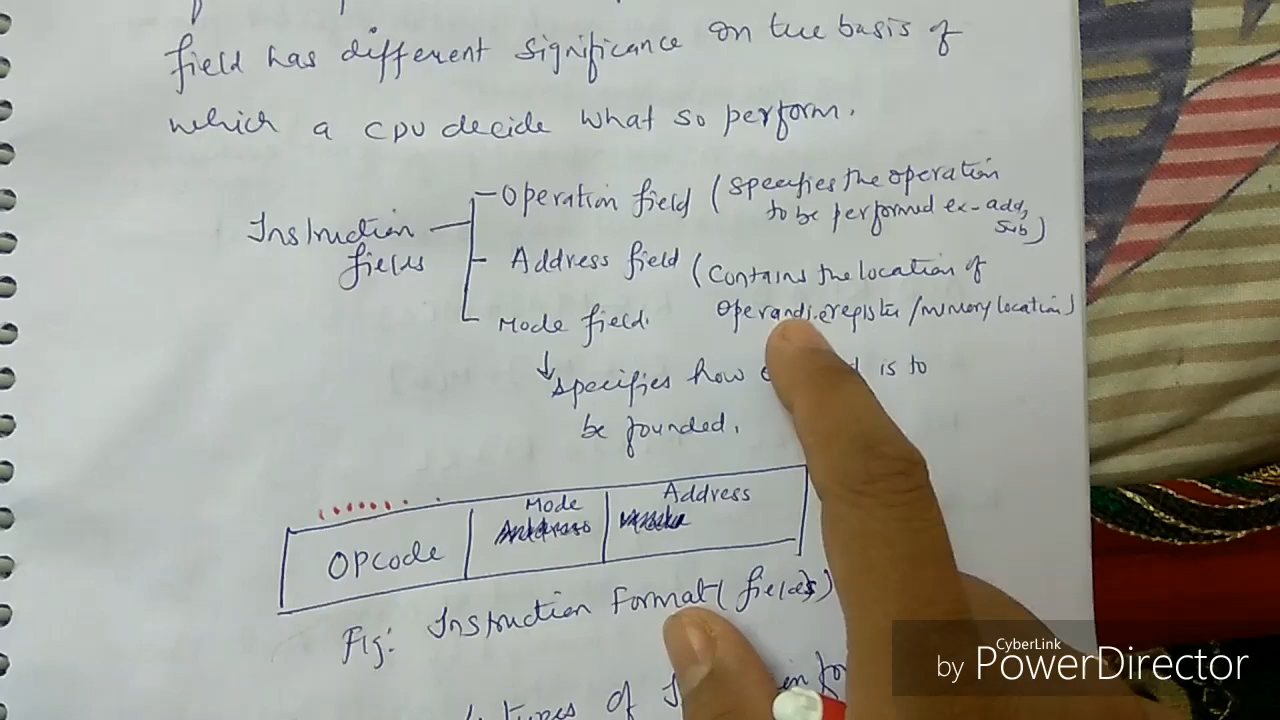 field has different significance on the basis of
which a CPU decide what so perform.
Instruction fields
Operation field (specifies the operation
to be performed ex-add,
sub)
Address field (contains the location of
operand i.e register/memory location)
Mode field.
↓ specifies how is to
be founded.
OPCode
Mode
Address
Fig: Instruction Format (fields)
types of
CyberLink
by PowerDirector